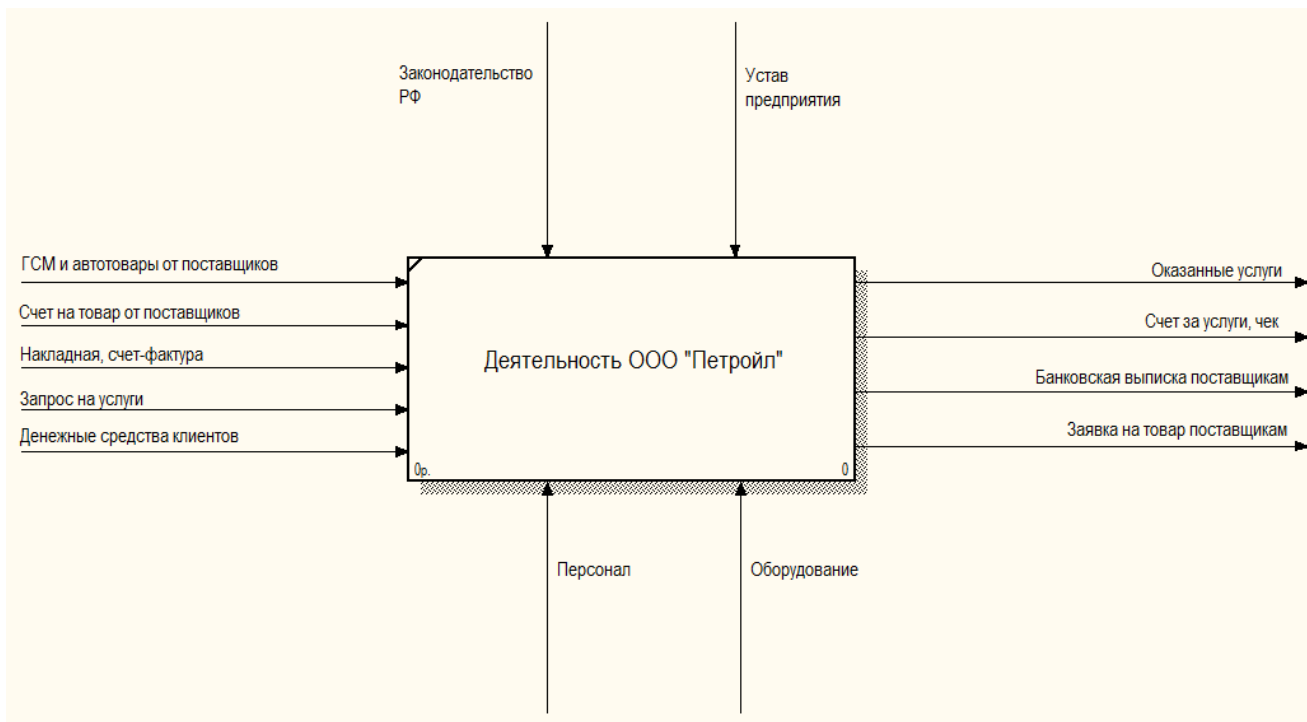 Законодательство
РФ
Устав
предприятия
ГСМ и автотовары от поставщиков
Счет на товар от поставщиков
Накладная, счет-фактура
Запрос на услуги
Денежные средства клиентов
Деятельность ООО "Петройл"
0р.
0
Оказанные услуги
Счет за услуги, чек
Банковская выписка поставщикам
Заявка на товар поставщикам
Персонал
Оборудование